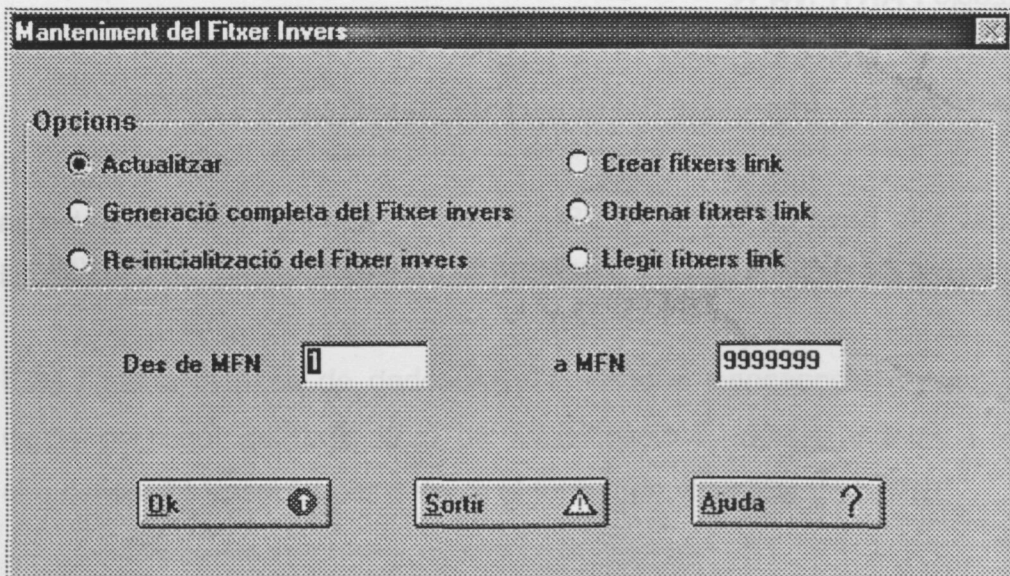 Manteniment del Fitxer Invers
Opcions
Actualitzar
Generació completa del Fitxer invers
Re-inicialització del Fitxer invers
Crear fitxers link
Ordenar fitxers link
Llegir fitxers link
Des de MFN 1 a MFN 9999999
Ok Sortir Ajuda ?